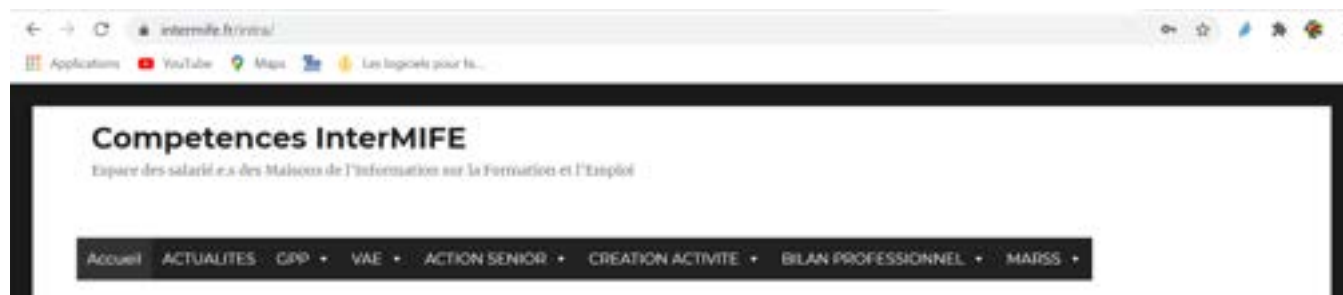 intermife.fr/intra/
Applications YouTube Maps Les logiciels pour la...
Competences InterMIFE
Espace des salarié e.s des Maisons de l'Information sur la Formation et l'Emploi
Accueil ACTUALITES GPP VAE ACTION SENIOR CREATION ACTIVITE BILAN PROFESSIONNEL MARSS